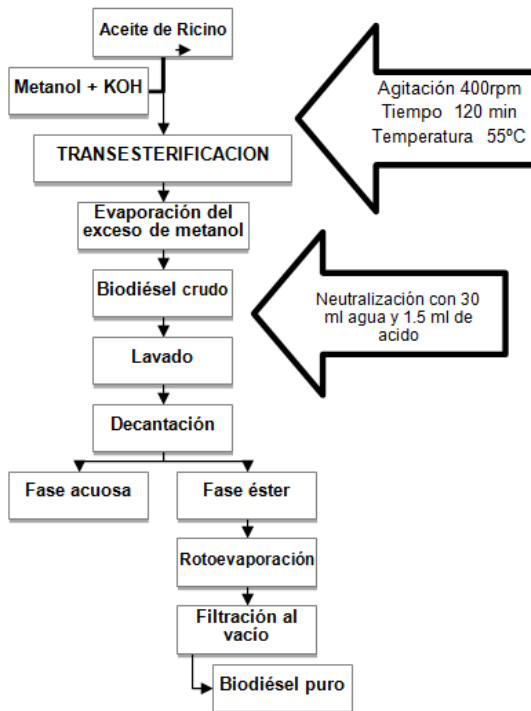 Aceite de Ricino
Metanol + KOH
Agitación 400rpm
Tiempo 120 min
Temperatura 55ºC
TRANSESTERIFICACION
Evaporación del
exceso de metanol
Biodiésel crudo
Neutralización con 30
ml agua y 1.5 ml de
acido
Lavado
Decantación
Fase acuosa
Fase éster
Rotoevaporación
Filtración al
vacío
Biodiésel puro